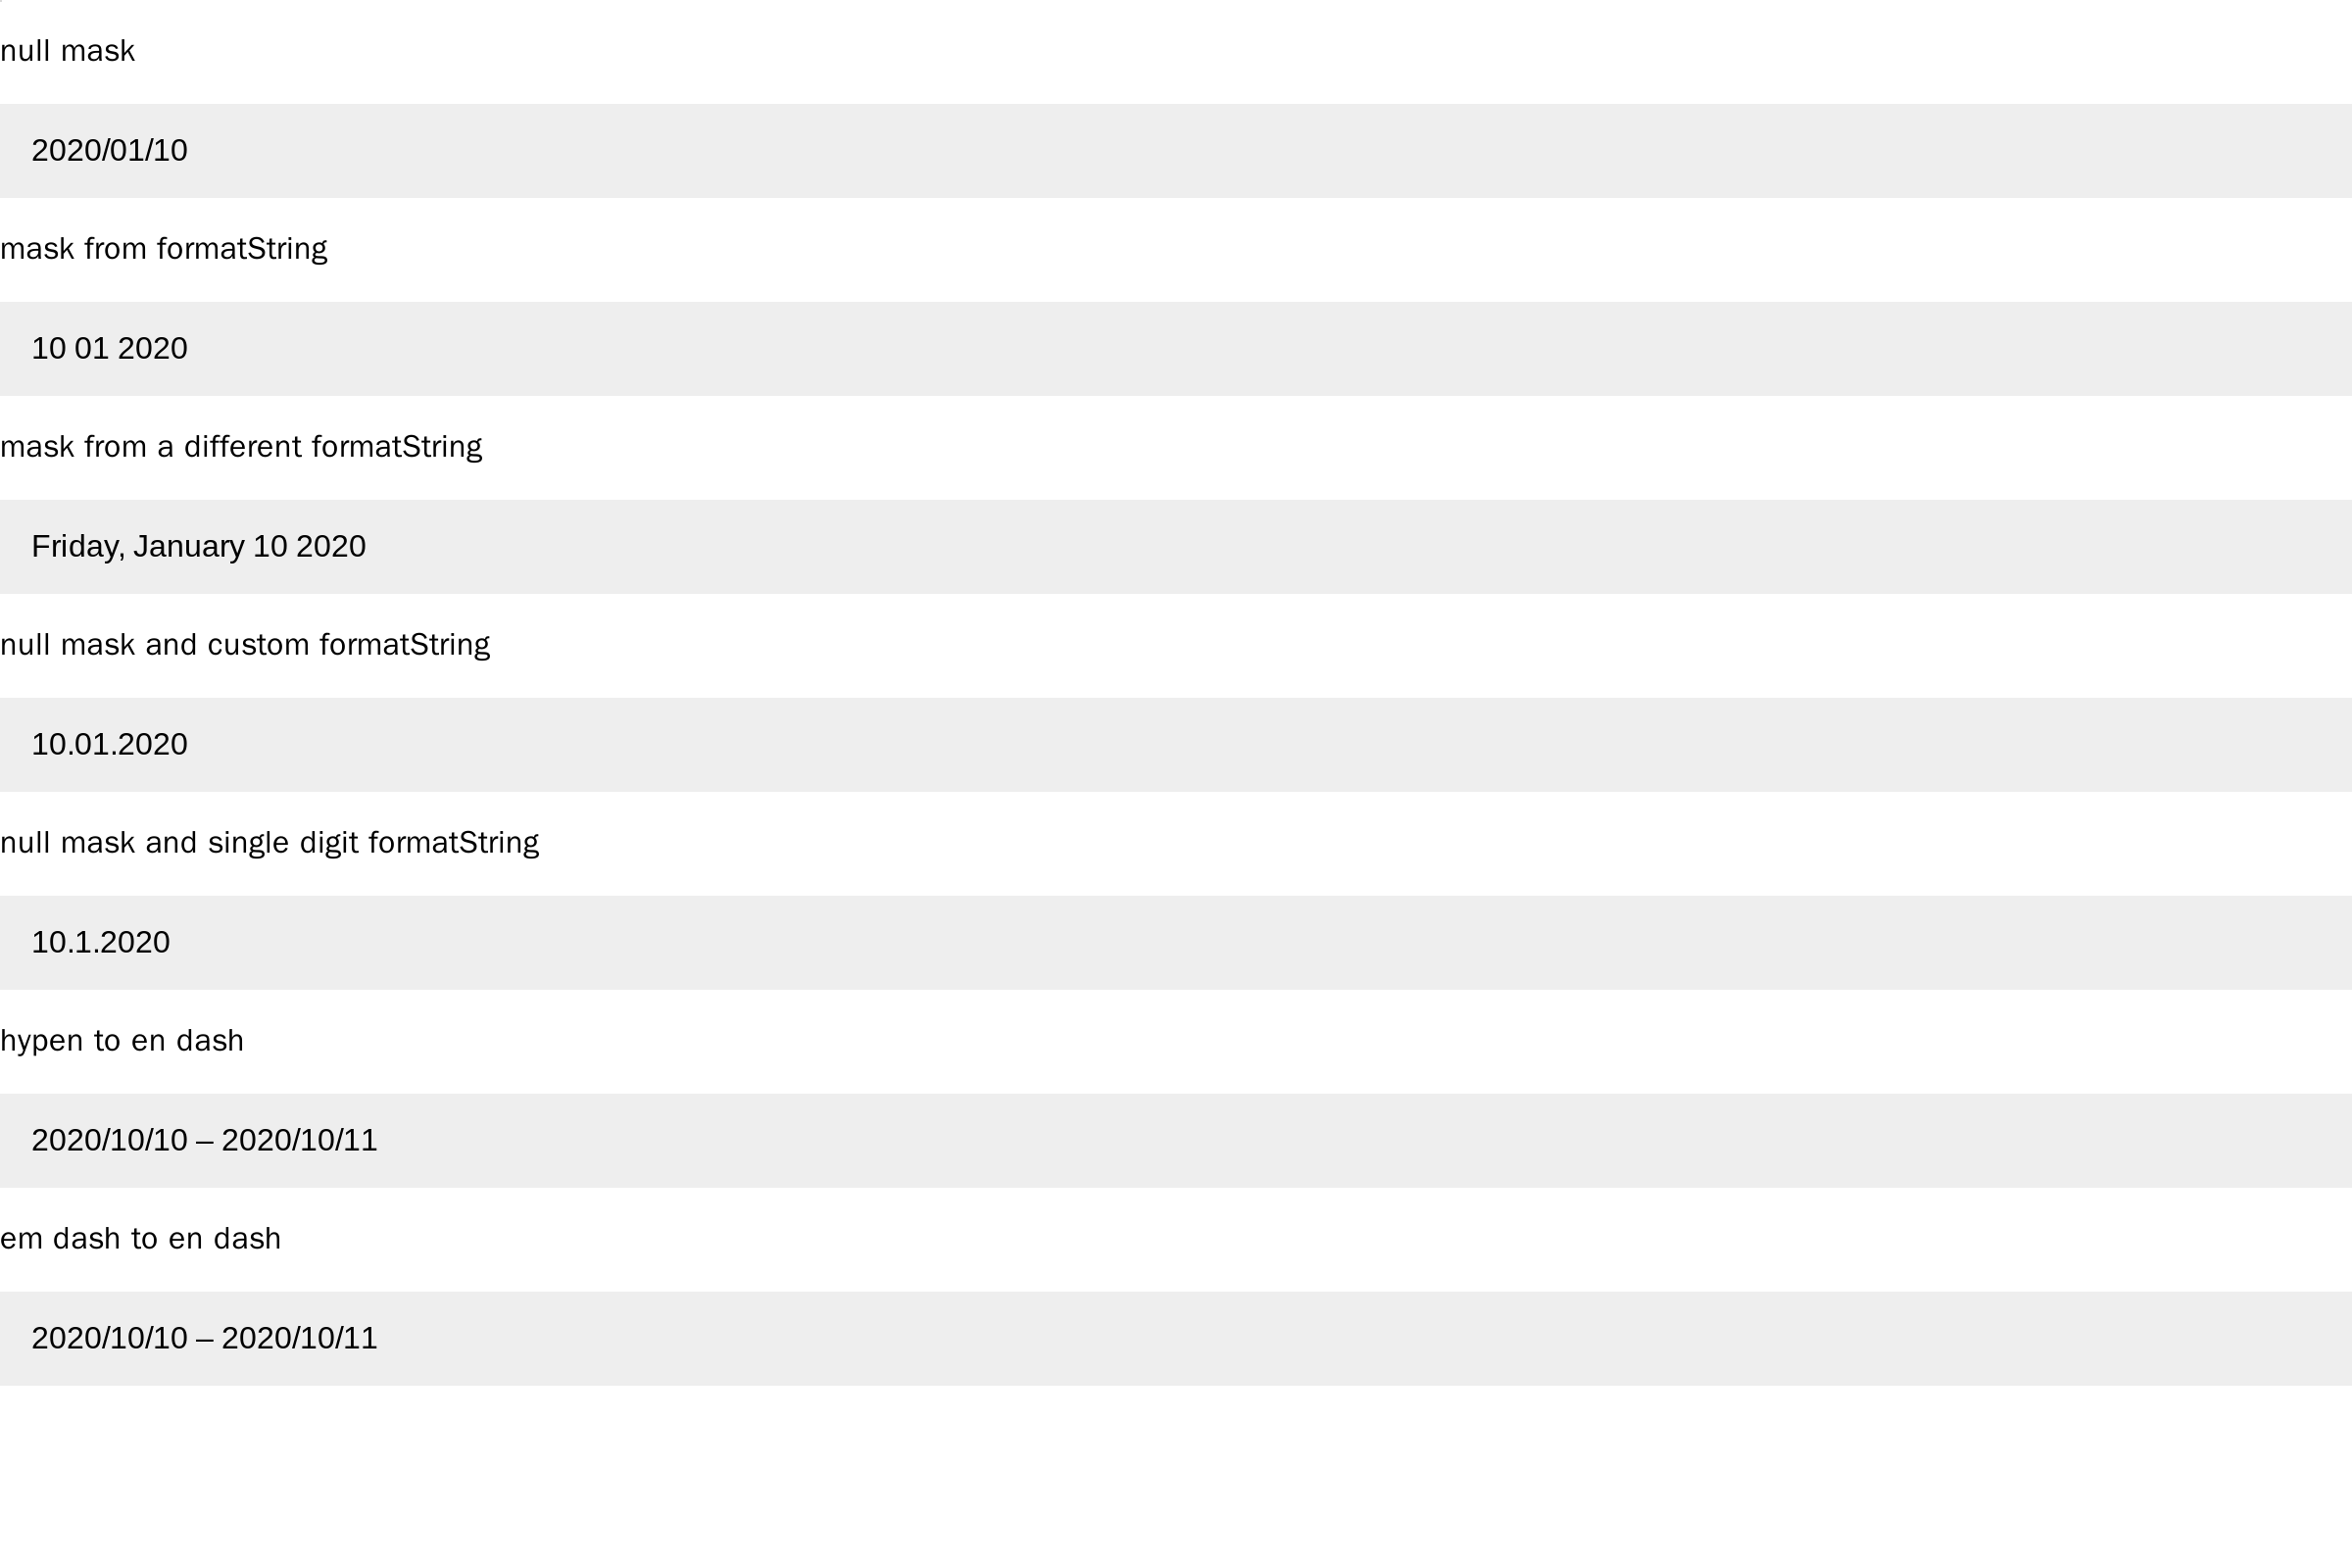 null mask
2020/01/10
mask from formatString
10 01 2020
mask from a different formatString
Friday, January 10 2020
null mask and custom formatString
10.01.2020
null mask and single digit formatString
10.1.2020
hypen to en dash
2020/10/10 – 2020/10/11
em dash to en dash
2020/10/10 – 2020/10/11